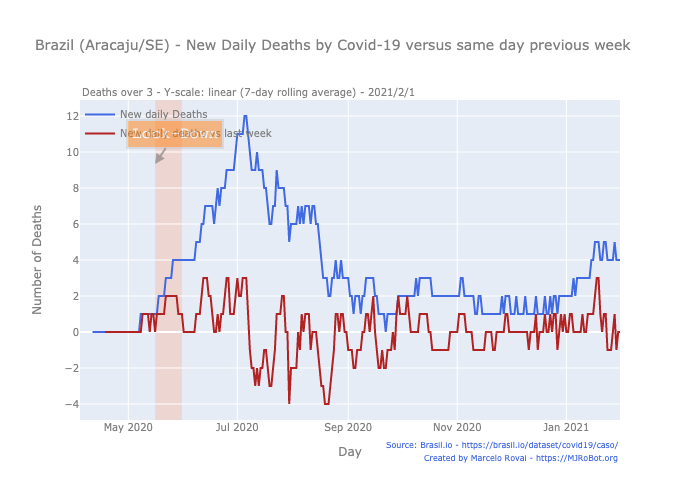 Brazil (Aracaju/SE) - New Daily Deaths by Covid-19 versus same day previous week
Deaths over 3 - Y-scale: linear (7-day rolling average) - 2021/2/1
New daily Deaths
New daily deaths vs last week
Lock Down
12
10
8
6
4
2
0
−2
−4
Number of Deaths
May 2020
Jul 2020
Sep 2020
Nov 2020
Jan 2021
Day
Source: Brasil.io - https://brasil.io/dataset/covid19/caso/
Created by Marcelo Rovai - https://MJRoBot.org